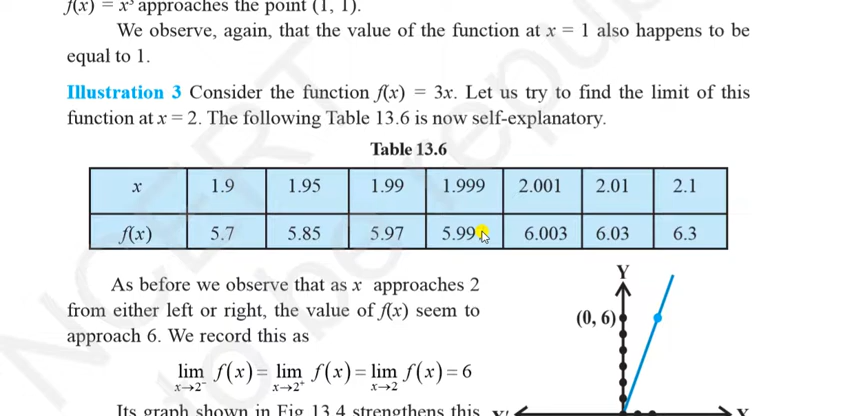 f(x) = x³ approaches the point (1, 1).
We observe, again, that the value of the function at x = 1 also happens to be
equal to 1.
Illustration 3 Consider the function f(x) = 3x. Let us try to find the limit of this
function at x = 2. The following Table 13.6 is now self-explanatory.
Table 13.6
x 1.9 1.95 1.99 1.999 2.001 2.01 2.1
f(x) 5.7 5.85 5.97 5.99 6.003 6.03 6.3
As before we observe that as x approaches 2
from either left or right, the value of f(x) seem to
approach 6. We record this as
lim x→2⁻ f(x) = lim x→2⁺ f(x) = lim x→2 f(x) = 6
Its graph shown in Fig 13.4 strengthens this
Y
(0, 6)
X' X